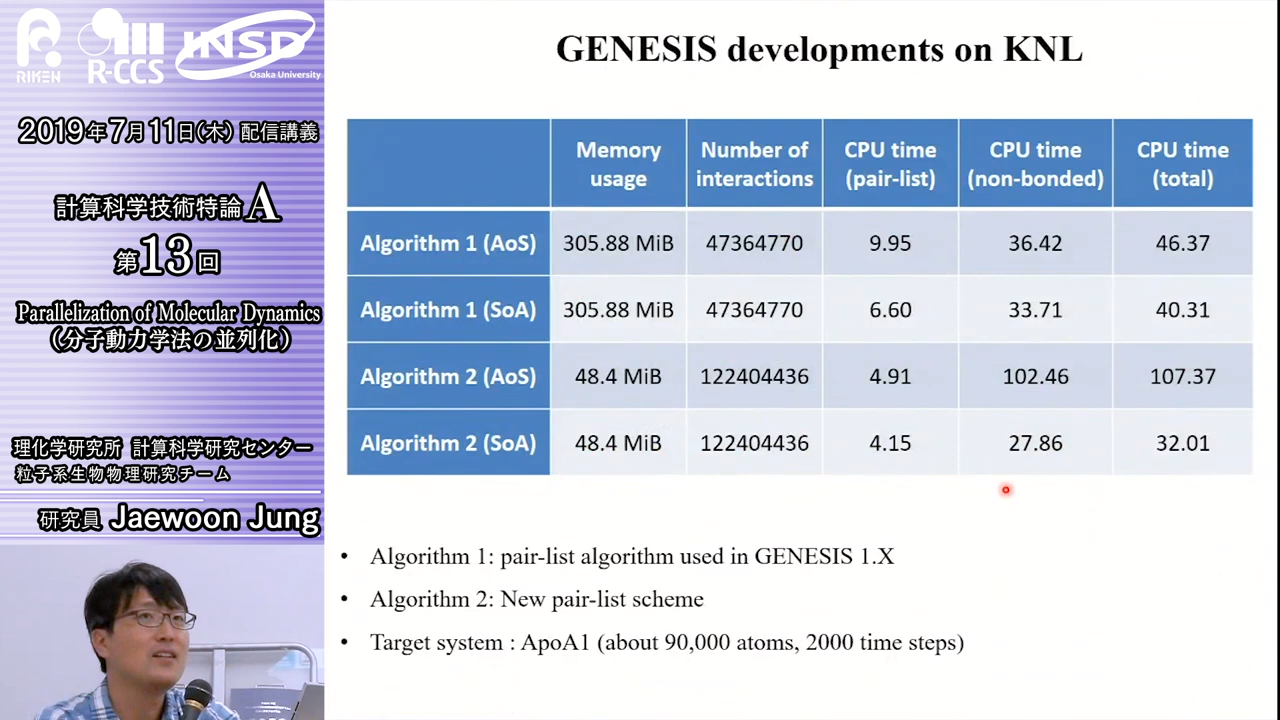 RIKEN
R-CCS
INSD
Osaka University
2019年7月11日(木) 配信講義
計算科学技術特論A
第13回
Parallelization of Molecular Dynamics
(分子動力学法の並列化)
理化学研究所 計算科学研究センター
粒子系生物物理研究チーム
研究員 Jaewoon Jung
GENESIS developments on KNL
Memory usage Number of interactions CPU time (pair-list) CPU time (non-bonded) CPU time (total)
Algorithm 1 (AoS) 305.88 MiB 47364770 9.95 36.42 46.37
Algorithm 1 (SoA) 305.88 MiB 47364770 6.60 33.71 40.31
Algorithm 2 (AoS) 48.4 MiB 122404436 4.91 102.46 107.37
Algorithm 2 (SoA) 48.4 MiB 122404436 4.15 27.86 32.01
• Algorithm 1: pair-list algorithm used in GENESIS 1.X
• Algorithm 2: New pair-list scheme
• Target system : ApoA1 (about 90,000 atoms, 2000 time steps)